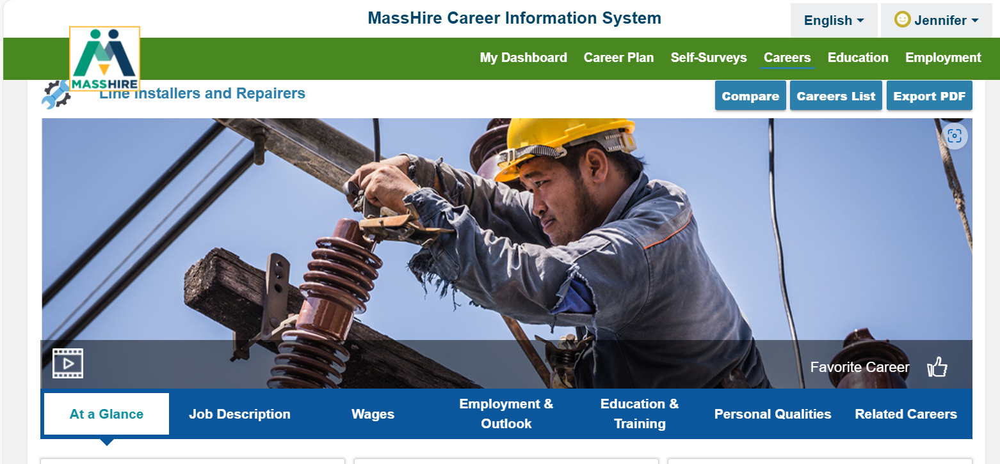 MassHire Career Information System
English
Jennifer
MASSHIRE
My Dashboard
Career Plan
Self-Surveys
Careers
Education
Employment
Line Installers and Repairers
Compare
Careers List
Export PDF
Favorite Career
At a Glance
Job Description
Wages
Employment &
Outlook
Education &
Training
Personal Qualities
Related Careers